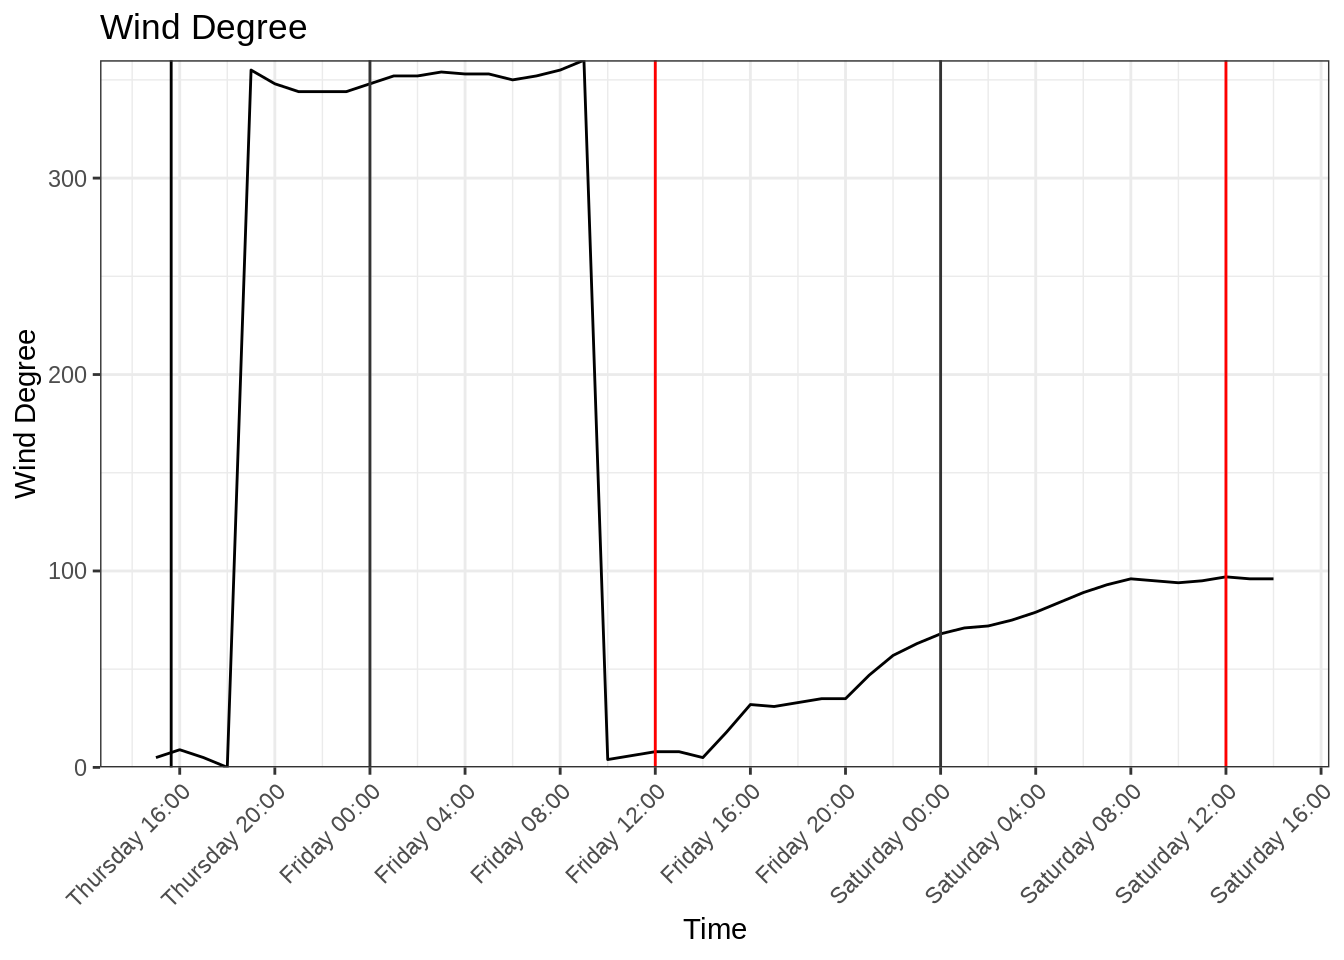 Wind Degree
Wind Degree
300
200
100
0
Thursday 16:00
Thursday 20:00
Friday 00:00
Friday 04:00
Friday 08:00
Friday 12:00
Friday 16:00
Friday 20:00
Saturday 00:00
Saturday 04:00
Saturday 08:00
Saturday 12:00
Saturday 16:00
Time